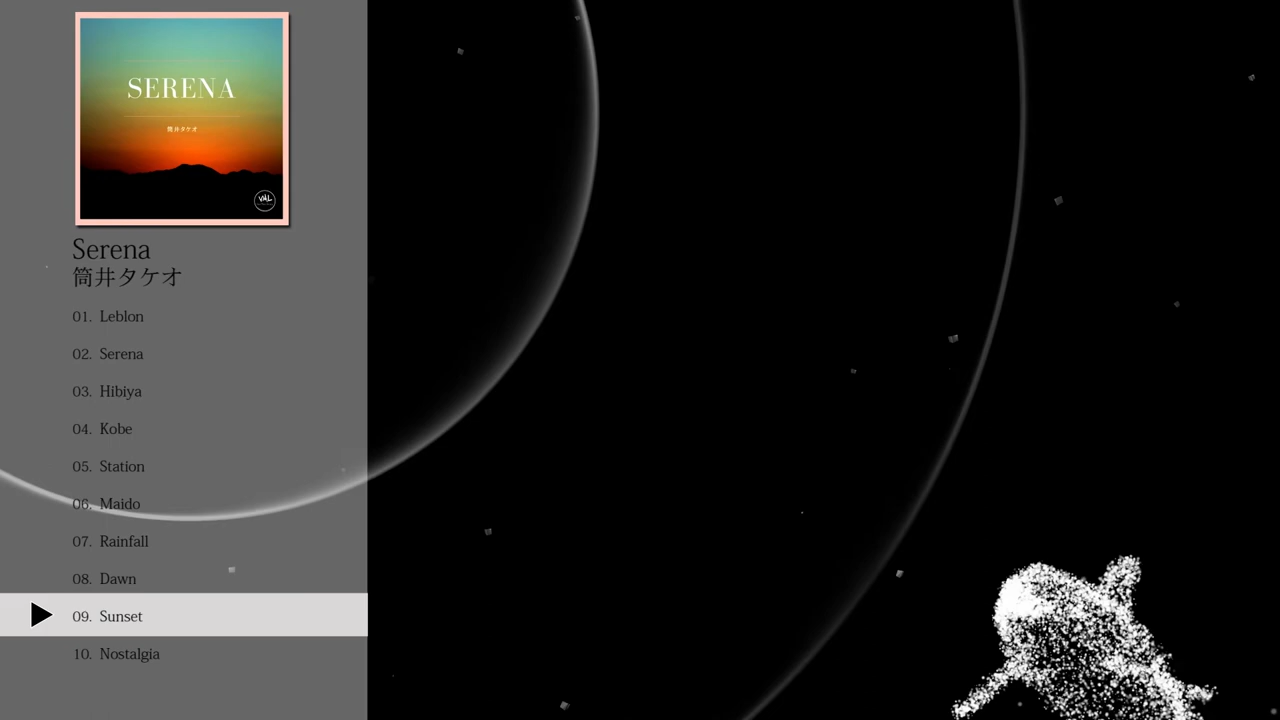 SERENA
筒井タケオ
VAL
Serena
筒井タケオ
01. Leblon
02. Serena
03. Hibiya
04. Kobe
05. Station
06. Maido
07. Rainfall
08. Dawn
09. Sunset
10. Nostalgia